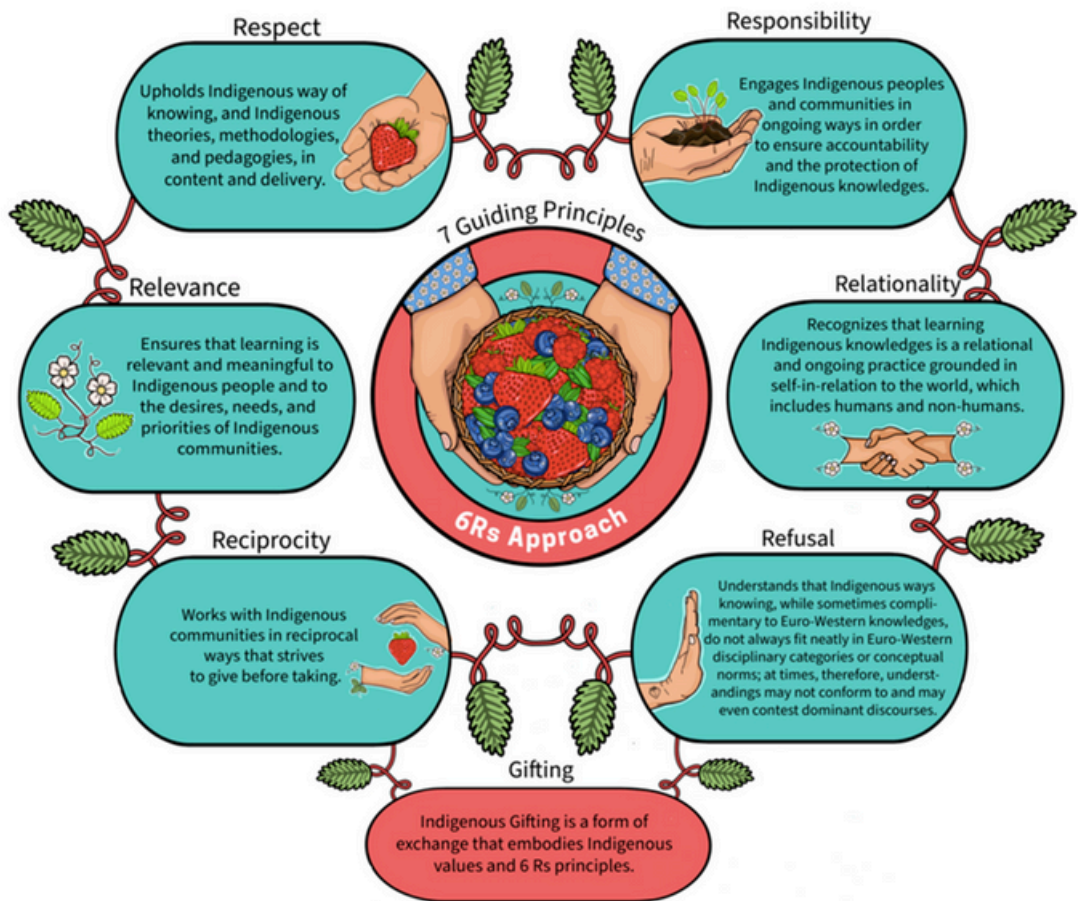 Respect
Upholds Indigenous way of
knowing, and Indigenous
theories, methodologies,
and pedagogies, in
content and delivery.
Responsibility
Engages Indigenous peoples
and communities in
ongoing ways in order
to ensure accountability
and the protection of
Indigenous knowledges.
7 Guiding Principles
6Rs Approach
Relevance
Ensures that learning is
relevant and meaningful to
Indigenous people and to
the desires, needs, and
priorities of Indigenous
communities.
Relationality
Recognizes that learning
Indigenous knowledges is a relational
and ongoing practice grounded in
self-in-relation to the world, which
includes humans and non-humans.
Reciprocity
Works with Indigenous
communities in reciprocal
ways that strives
to give before taking.
Refusal
Understands that Indigenous ways
knowing, while sometimes compli-
mentary to Euro-Western knowledges,
do not always fit neatly in Euro-Western
disciplinary categories or conceptual
norms; at times, therefore, underst-
andings may not conform to and may
even contest dominant discourses.
Gifting
Indigenous Gifting is a form of
exchange that embodies Indigenous
values and 6 Rs principles.